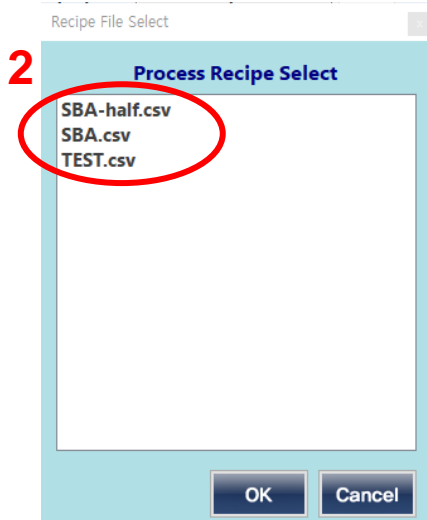 Recipe File Select
x
2
Process Recipe Select
SBA-half.csv
SBA.csv
TEST.csv
OK Cancel